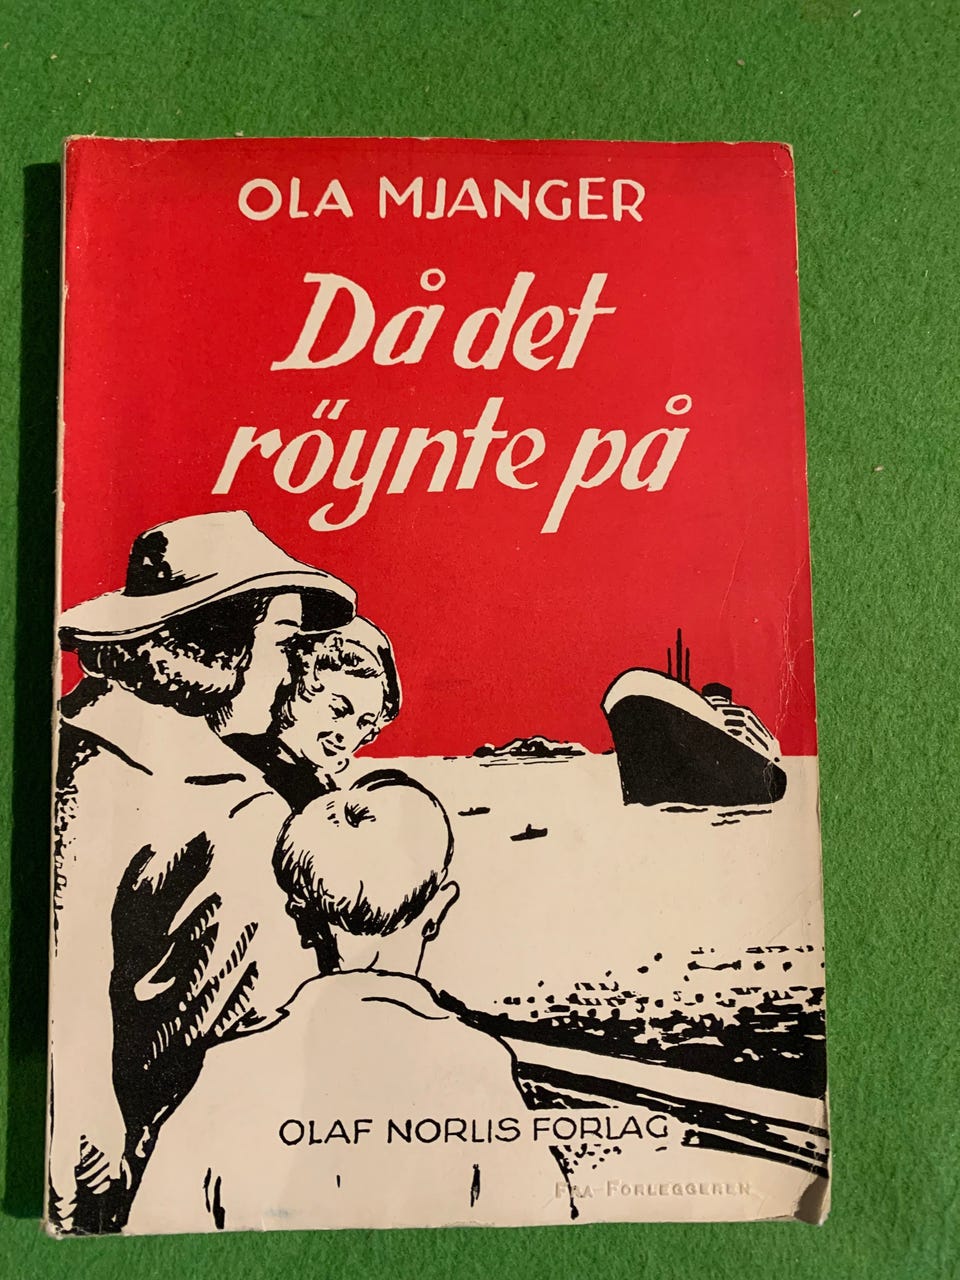 OLA MJANGER
Då det
röynte på
OLAF NORLIS FORLAG
FRA FORLEGGEREN